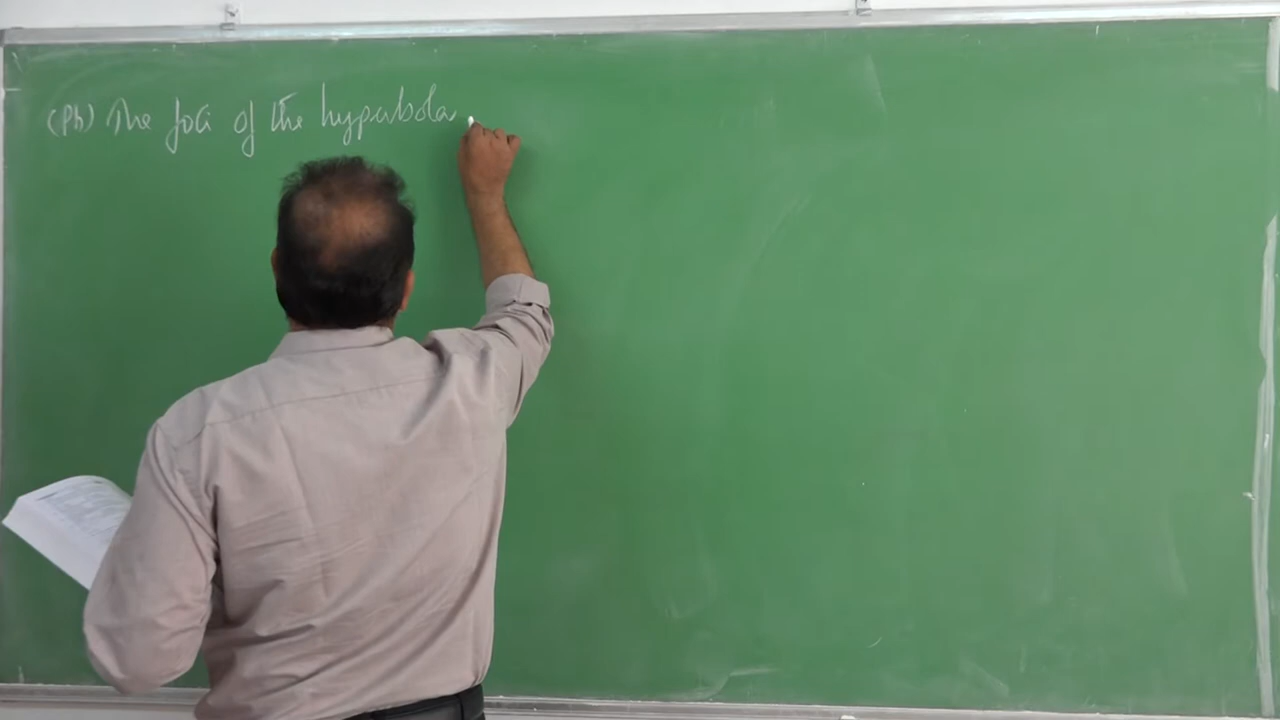 (Pb) The foci of the hyperbola